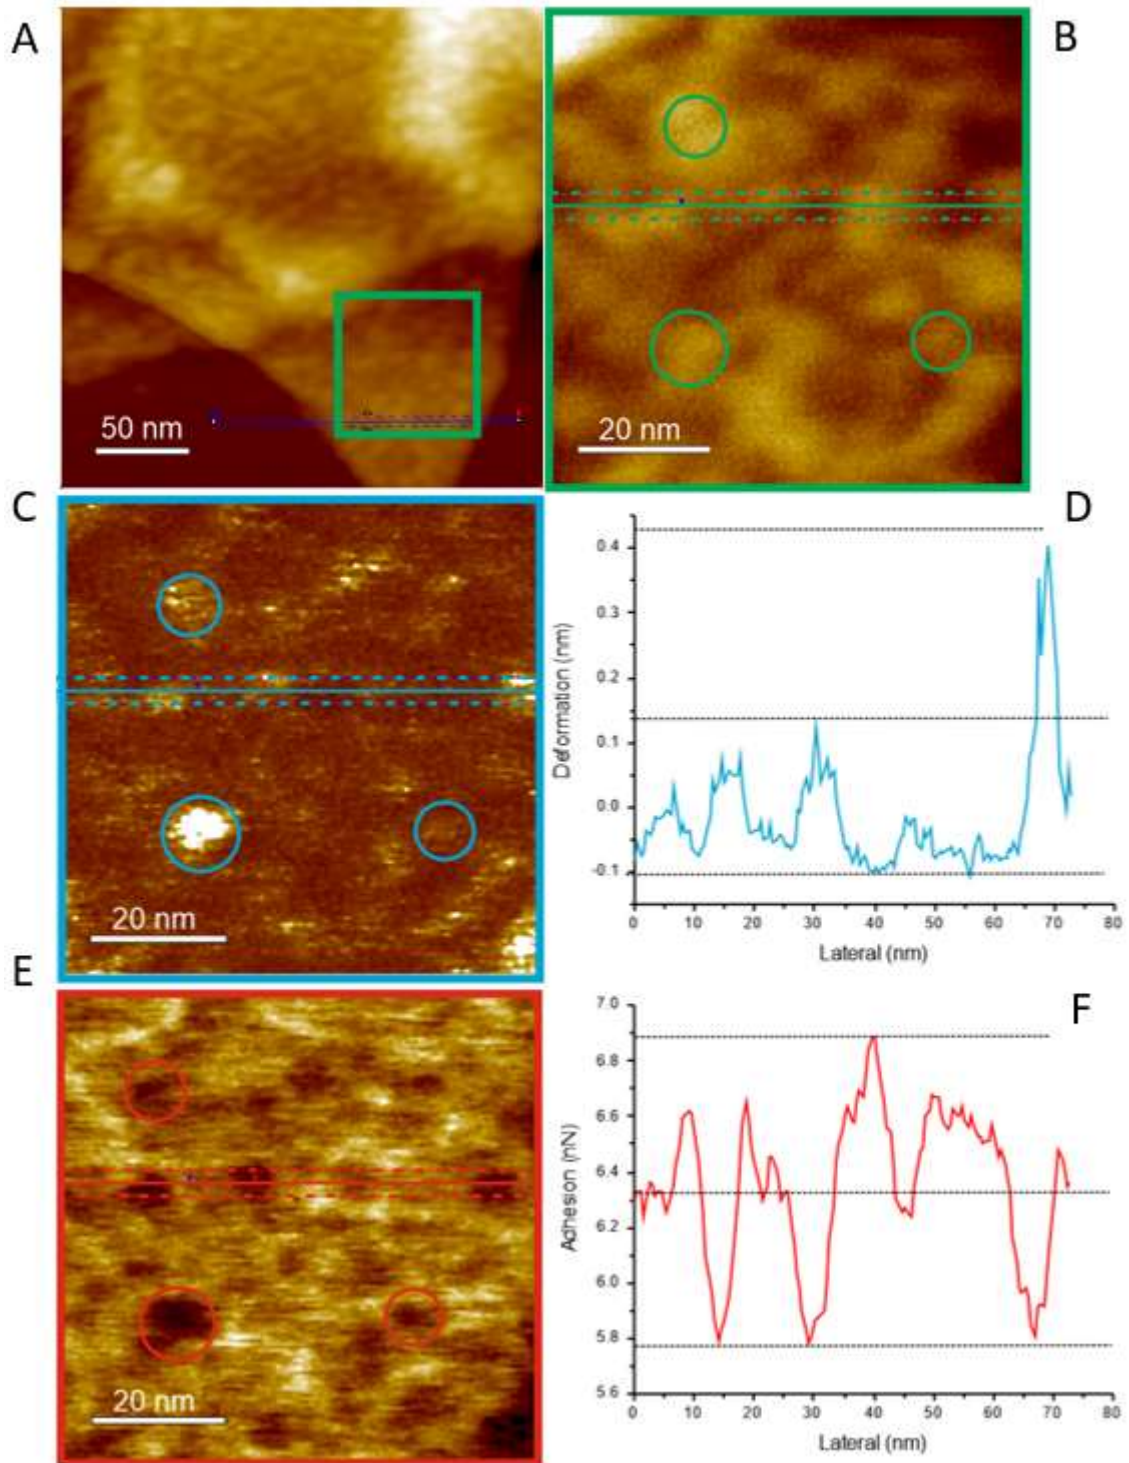 A
B
50 nm
20 nm
C
D
20 nm
Deformation (nm)
0.4
0.3
0.2
0.1
0.0
-0.1
0 10 20 30 40 50 60 70 80
Lateral (nm)
E
F
20 nm
Adhesion (nN)
7.0
6.8
6.6
6.4
6.2
6.0
5.8
5.6
0 10 20 30 40 50 60 70 80
Lateral (nm)